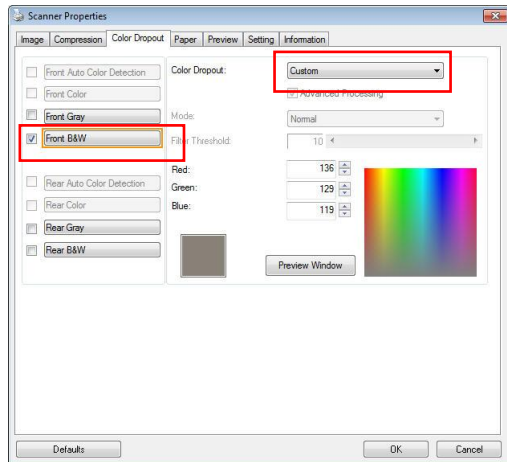 Scanner Properties
Image Compression Color Dropout Paper Preview Setting Information
Front Auto Color Detection
Front Color
Front Gray
Front B&W
Rear Auto Color Detection
Rear Color
Rear Gray
Rear B&W
Color Dropout: Custom
Advanced Processing
Mode: Normal
Filter Threshold: 10
Red: 136
Green: 129
Blue: 119
Preview Window
Defaults OK Cancel